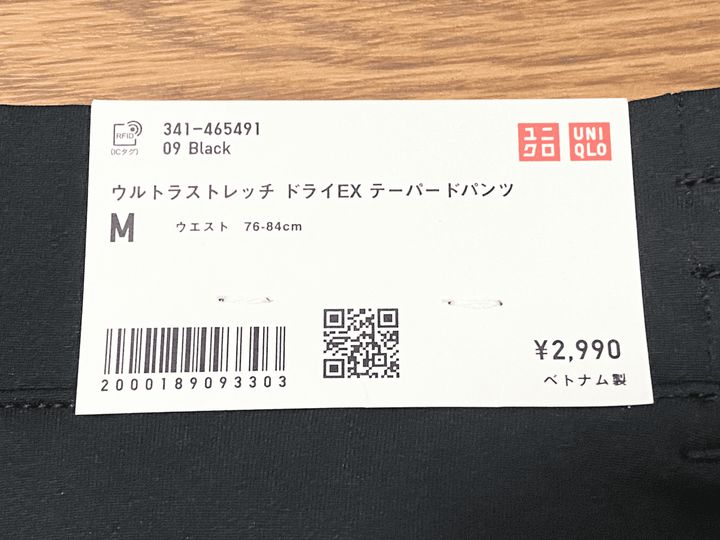 RFID
(ICタグ)
341-465491
09 Black
ユニ
クロ
UNI
QLO
ウルトラストレッチ ドライEX テーパードパンツ
M ウエスト 76-84cm
2000189093303
¥2,990
ベトナム製